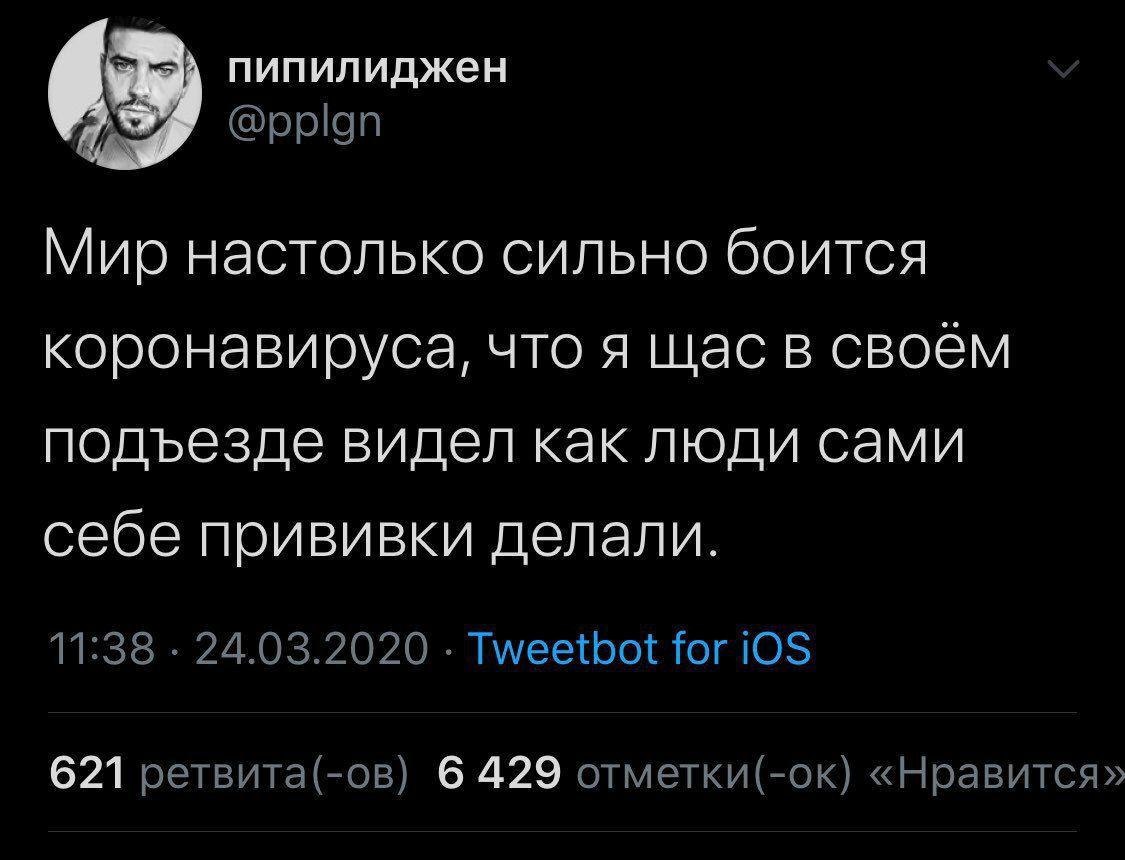 пипилиджен
@pplgn
Мир настолько сильно боится
коронавируса, что я щас в своём
подъезде видел как люди сами
себе прививки делали.
11:38 · 24.03.2020 · Tweetbot for iOS
621 ретвита(-ов) 6 429 отметки(-ок) «Нравится»